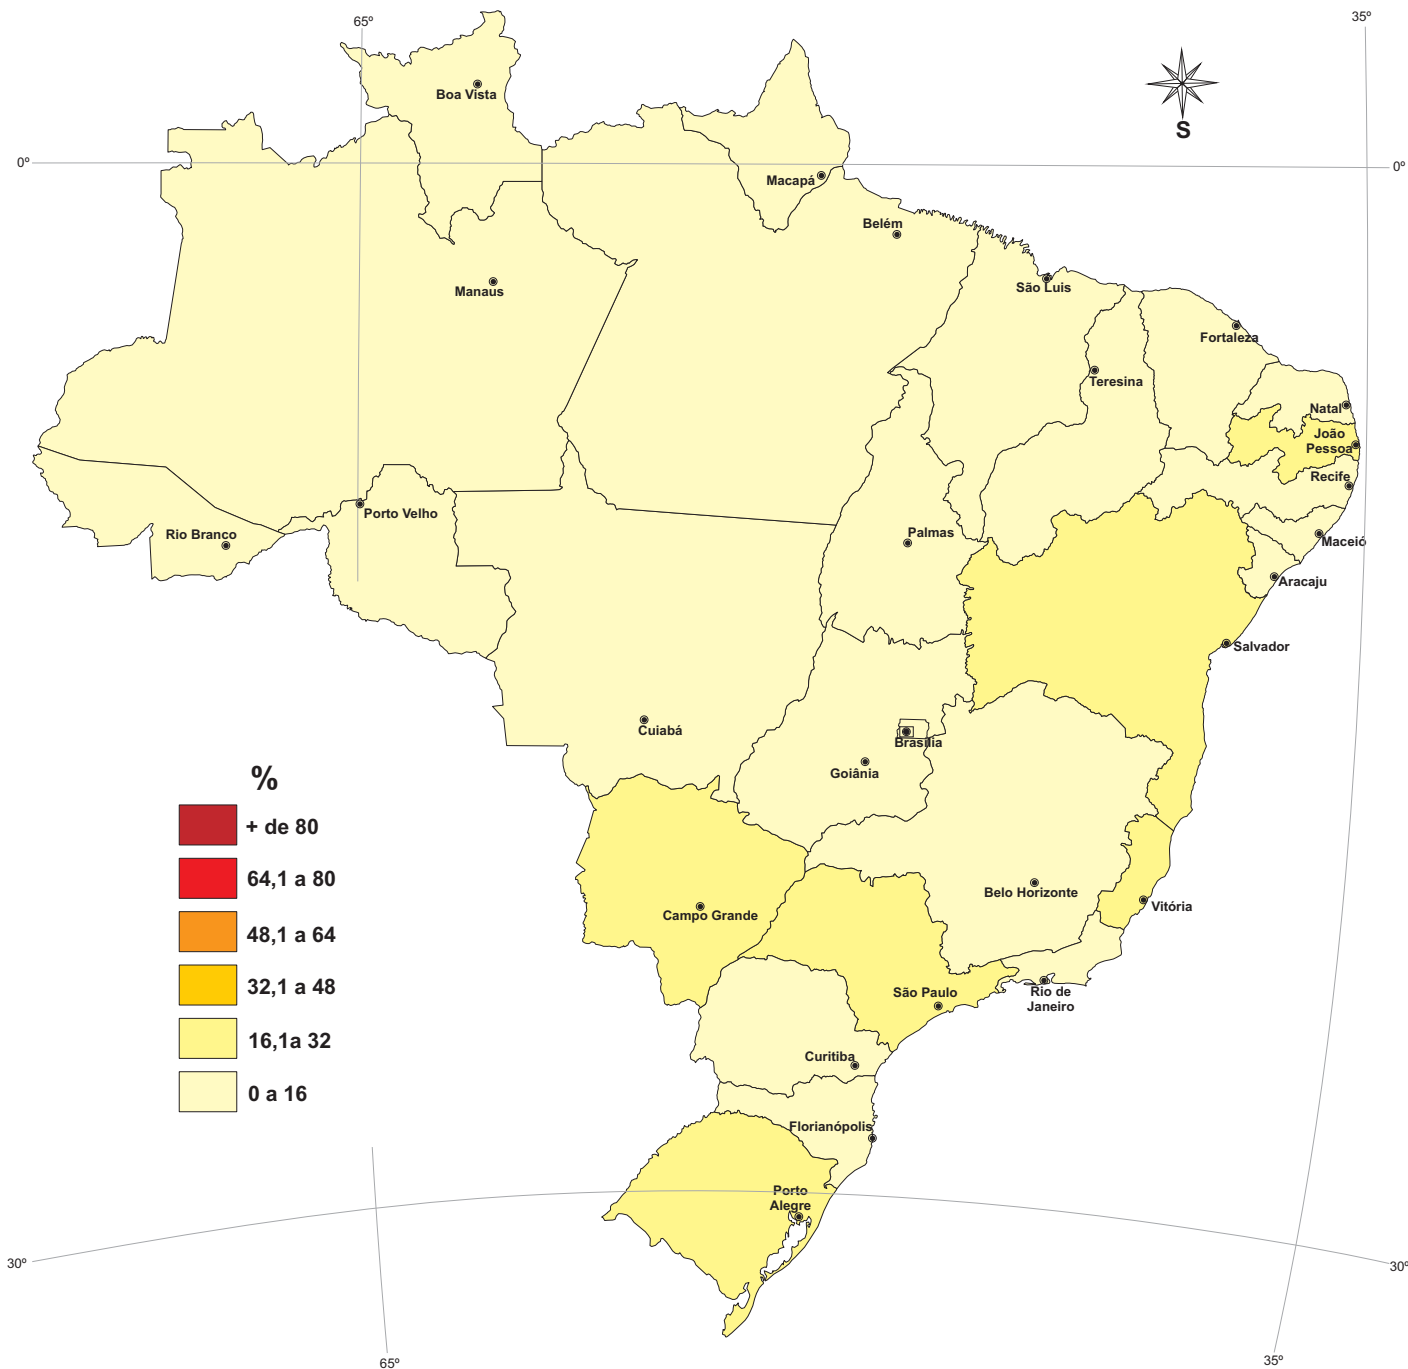 65º
35º
Boa Vista
S
0º
0º
Macapá
Belém
São Luis
Manaus
Fortaleza
Teresina
Natal
João
Pessoa
Recife
Porto Velho
Palmas
Rio Branco
Maceió
Aracaju
Salvador
Cuiabá
Brasília
Goiânia
%
+ de 80
64,1 a 80
48,1 a 64
32,1 a 48
16,1a 32
0 a 16
Belo Horizonte
Campo Grande
Vitória
São Paulo
Rio de
Janeiro
Curitiba
Florianópolis
Porto
Alegre
30º
30º
65º
35º